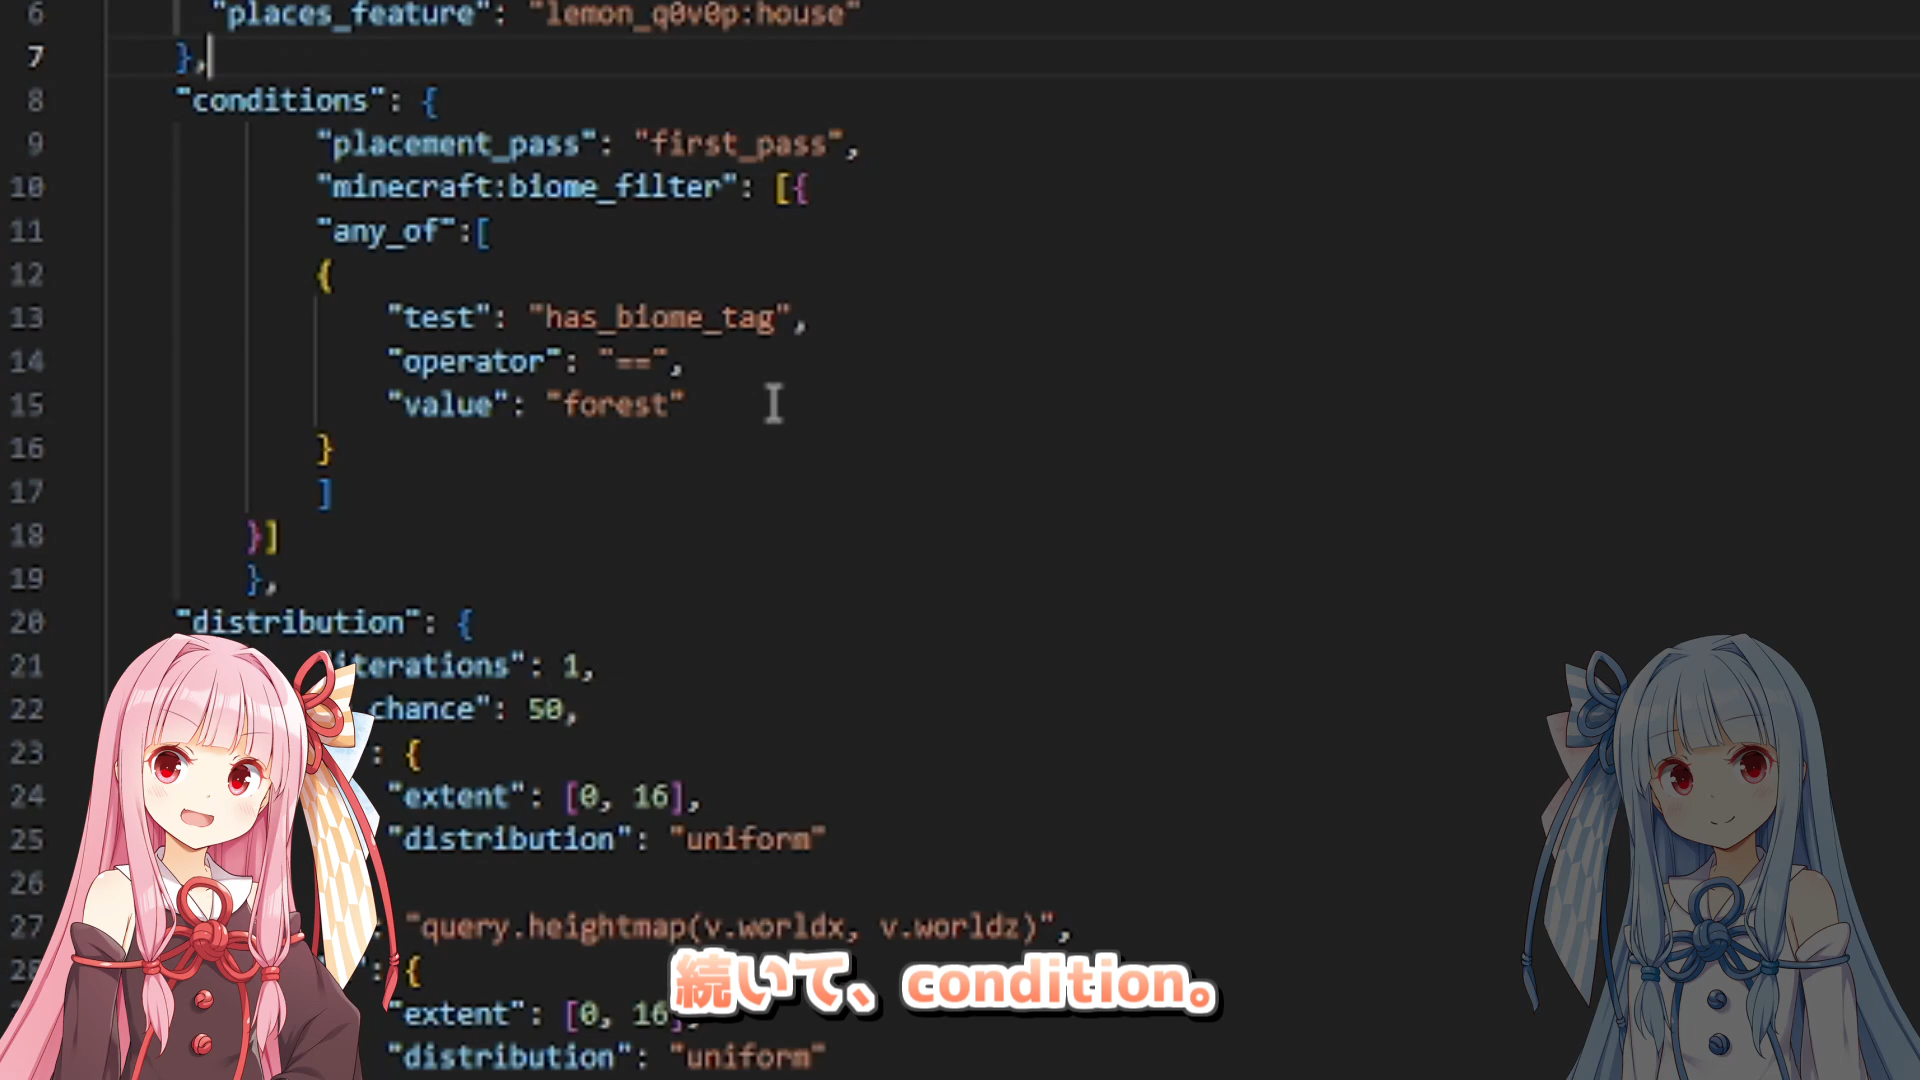 6 "places_feature": "lemon_q0v0p:house"
7 },
8 "conditions": {
9 "placement_pass": "first_pass",
10 "minecraft:biome_filter": [{
11 "any_of":[
12 {
13 "test": "has_biome_tag",
14 "operator": "==",
15 "value": "forest"
16 }
17 ]
18 }]
19 },
20 "distribution": {
21 iterations": 1,
22 chance": 50,
23 : {
24 "extent": [0, 16],
25 "distribution": "uniform"
26
27 "query.heightmap(v.worldx, v.worldz)",
28 ": {
"extent": [0, 16],
"distribution": "uniform"
続いて、condition。